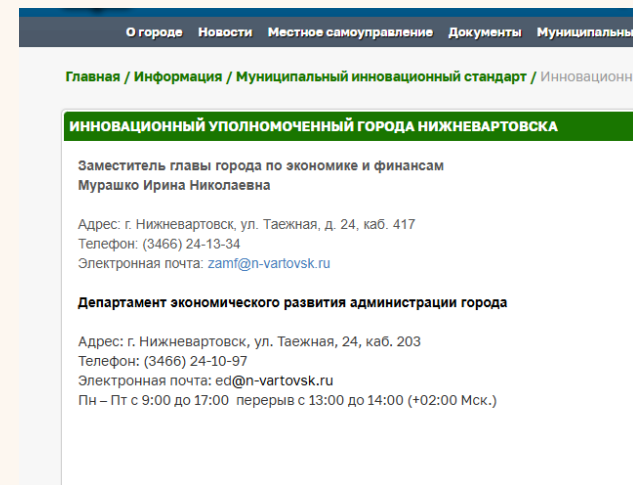 О городе Новости Местное самоуправление Документы Муниципальны
Главная / Информация / Муниципальный инновационный стандарт / Инновационн
ИННОВАЦИОННЫЙ УПОЛНОМОЧЕННЫЙ ГОРОДА НИЖНЕВАРТОВСКА
Заместитель главы города по экономике и финансам
Мурашко Ирина Николаевна
Адрес: г. Нижневартовск, ул. Таежная, д. 24, каб. 417
Телефон: (3466) 24-13-34
Электронная почта: zamf@n-vartovsk.ru
Департамент экономического развития администрации города
Адрес: г. Нижневартовск, ул. Таежная, 24, каб. 203
Телефон: (3466) 24-10-97
Электронная почта: ed@n-vartovsk.ru
Пн – Пт с 9:00 до 17:00 перерыв с 13:00 до 14:00 (+02:00 Мск.)